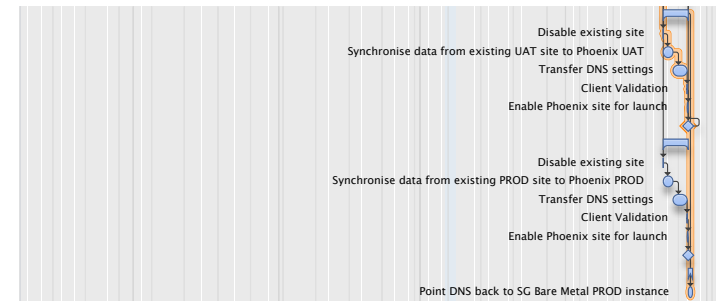 Disable existing site
Synchronise data from existing UAT site to Phoenix UAT
Transfer DNS settings
Client Validation
Enable Phoenix site for launch
Disable existing site
Synchronise data from existing PROD site to Phoenix PROD
Transfer DNS settings
Client Validation
Enable Phoenix site for launch
Point DNS back to SG Bare Metal PROD instance